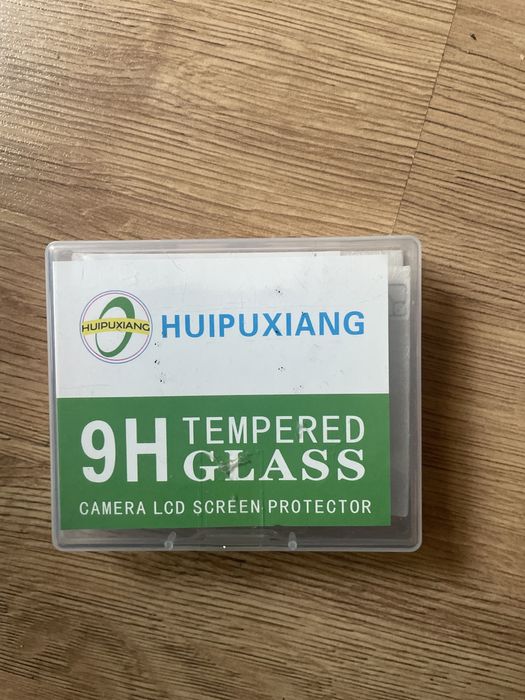 HUIPUXIANG
HUIPUXIANG
9H TEMPERED
GLASS
CAMERA LCD SCREEN PROTECTOR